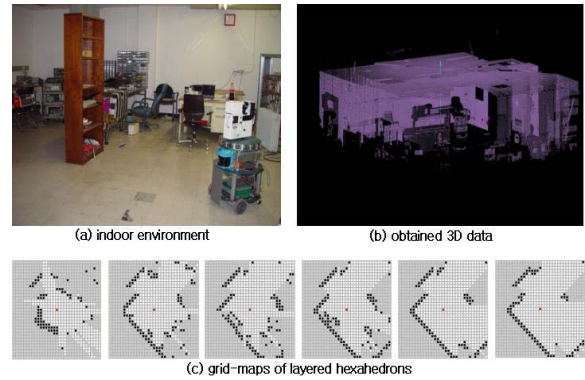 (a) indoor environment
(b) obtained 3D data
(c) grid-maps of layered hexahedrons